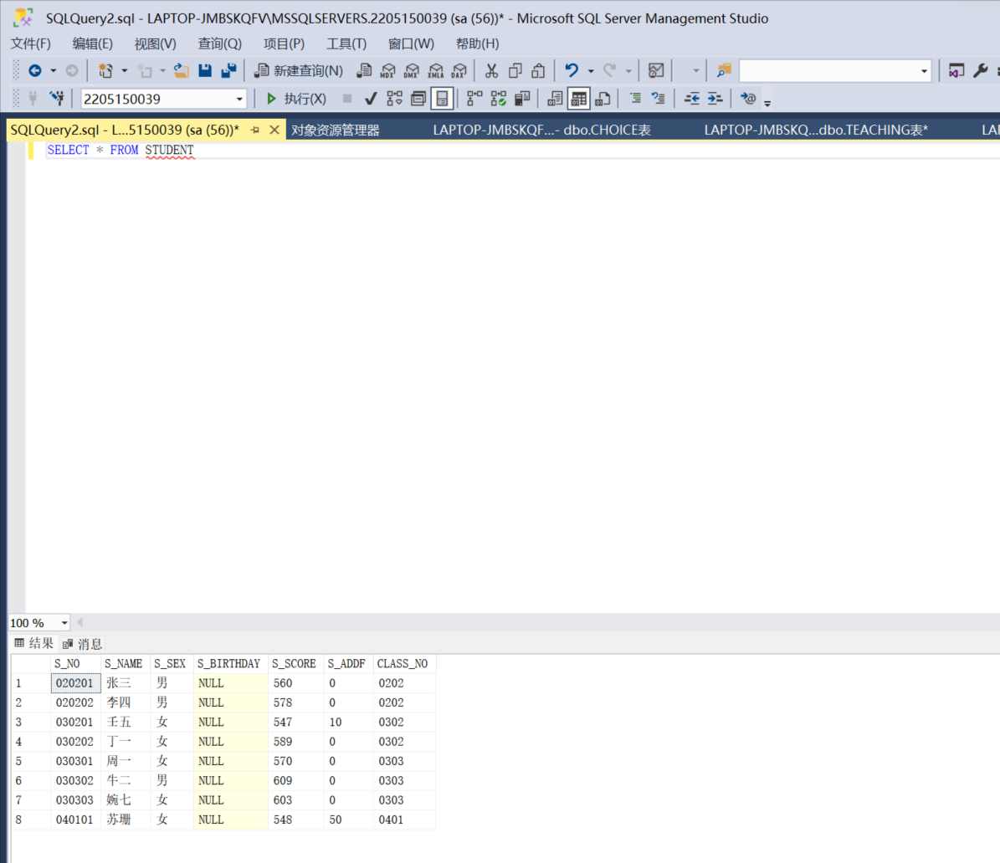 SQLQuery2.sql - LAPTOP-JMBSKQFV\MSSQLSERVERS.2205150039 (sa (56))* - Microsoft SQL Server Management Studio
文件(F) 编辑(E) 视图(V) 查询(Q) 项目(P) 工具(T) 窗口(W) 帮助(H)
新建查询(N) MDX DMX XMLA DAX
2205150039 执行(X)
SQLQuery2.sql - L...5150039 (sa (56))* 对象资源管理器 LAPTOP-JMBSKQF...- dbo.CHOICE表 LAPTOP-JMBSKQ...dbo.TEACHING表* LA
SELECT * FROM STUDENT
100 %
结果 消息
S_NO S_NAME S_SEX S_BIRTHDAY S_SCORE S_ADDF CLASS_NO
1 020201 张三 男 NULL 560 0 0202
2 020202 李四 男 NULL 578 0 0202
3 030201 王五 女 NULL 547 10 0302
4 030202 丁一 女 NULL 589 0 0302
5 030301 周一 女 NULL 570 0 0303
6 030302 牛二 男 NULL 609 0 0303
7 030303 婉七 女 NULL 603 0 0303
8 040101 苏珊 女 NULL 548 50 0401